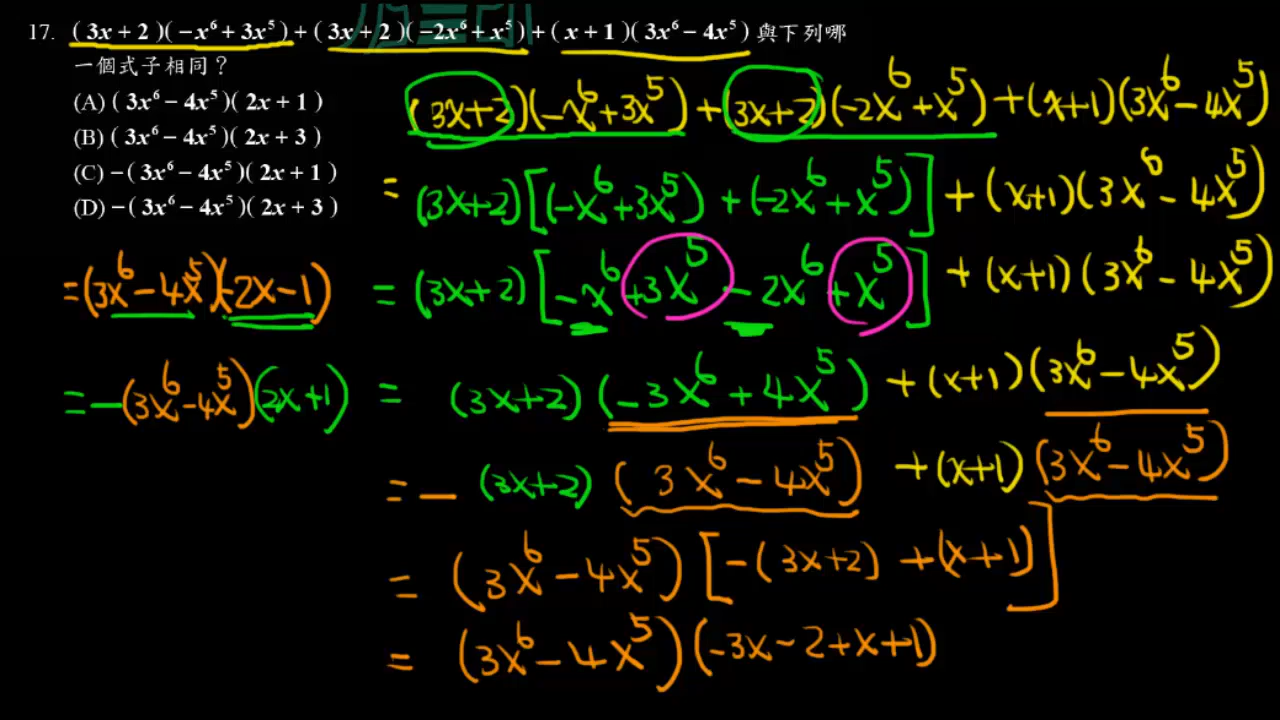 17. ( 3x + 2 )( −x⁶ + 3x⁵ ) + ( 3x + 2 )( −2x⁶ + x⁵ ) + ( x + 1 )( 3x⁶ − 4x⁵ ) 與下列哪
一個式子相同？
(A) ( 3x⁶ − 4x⁵ )( 2x + 1 )
(B) ( 3x⁶ − 4x⁵ )( 2x + 3 )
(C) −( 3x⁶ − 4x⁵ )( 2x + 1 )
(D) −( 3x⁶ − 4x⁵ )( 2x + 3 )
(3x+2)(−x⁶+3x⁵)+(3x+2)(−2x⁶+x⁵)+(x+1)(3x⁶−4x⁵)
= (3x+2)[(−x⁶+3x⁵)+(−2x⁶+x⁵)]+(x+1)(3x⁶−4x⁵)
= (3x+2)[−x⁶+3x⁵−2x⁶+x⁵]+(x+1)(3x⁶−4x⁵)
= (3x+2)(−3x⁶+4x⁵)+(x+1)(3x⁶−4x⁵)
= −(3x+2)(3x⁶−4x⁵)+(x+1)(3x⁶−4x⁵)
= (3x⁶−4x⁵)[−(3x+2)+(x+1)]
= (3x⁶−4x⁵)(−3x−2+x+1)
=(3x⁶−4x⁵)(−2x−1)
=−(3x⁶−4x⁵)(2x+1)